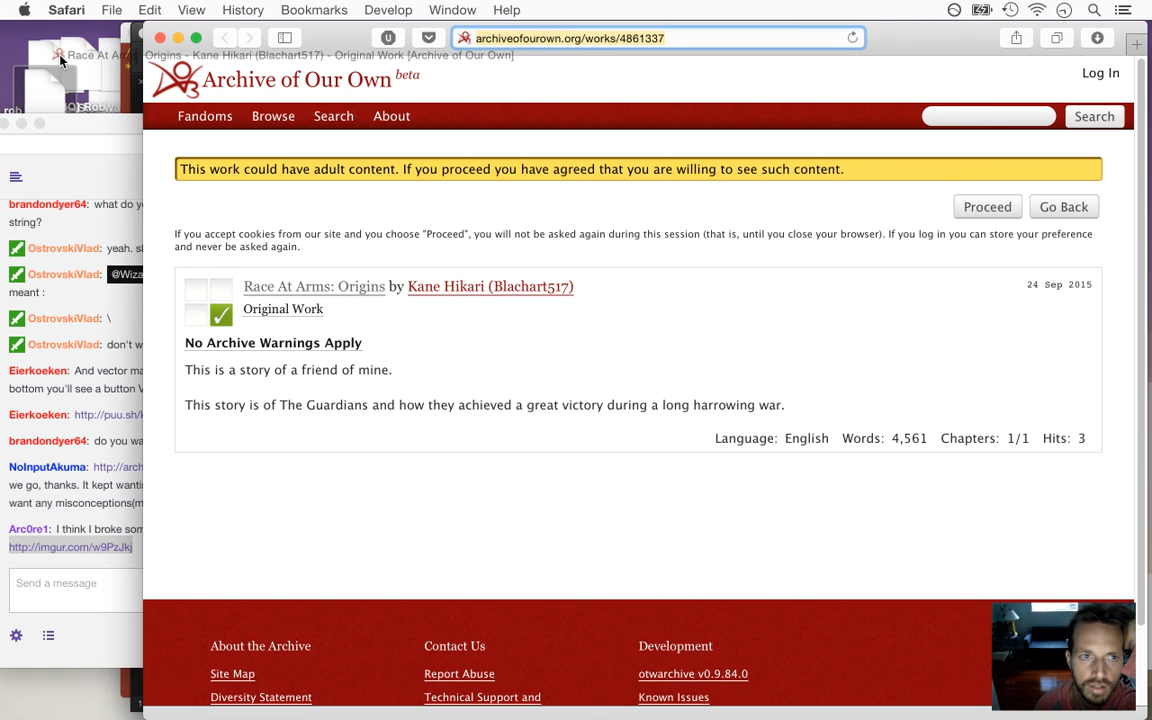 Safari File Edit View History Bookmarks Develop Window Help
archiveofourown.org/works/4861337
Race At Arms: Origins - Kane Hikari (Blachart517) - Original Work [Archive of Our Own]
Archive of Our Own beta
Log In
Fandoms Browse Search About
Search
This work could have adult content. If you proceed you have agreed that you are willing to see such content.
Proceed Go Back
If you accept cookies from our site and you choose "Proceed", you will not be asked again during this session (that is, until you close your browser). If you log in you can store your preference
and never be asked again.
Race At Arms: Origins by Kane Hikari (Blachart517)
24 Sep 2015
Original Work
No Archive Warnings Apply
This is a story of a friend of mine.
This story is of The Guardians and how they achieved a great victory during a long harrowing war.
Language: English Words: 4,561 Chapters: 1/1 Hits: 3
About the Archive
Site Map
Diversity Statement
Contact Us
Report Abuse
Technical Support and
Development
otwarchive v0.9.84.0
Known Issues
brandondyer64: what do
string?
OstrovskiVlad: yeah.
OstrovskiVlad: @Wiza
meant :
OstrovskiVlad: \
OstrovskiVlad: don't
Eierkoeken: And vector
bottom you'll see a button
Eierkoeken: http://puu.sh/
brandondyer64: do you
NoInputAkuma: http://arch
we go, thanks. It kept
want any misconceptions
Arc0re1: I think I broke
http://imgur.com/w9PzJkj
Send a message